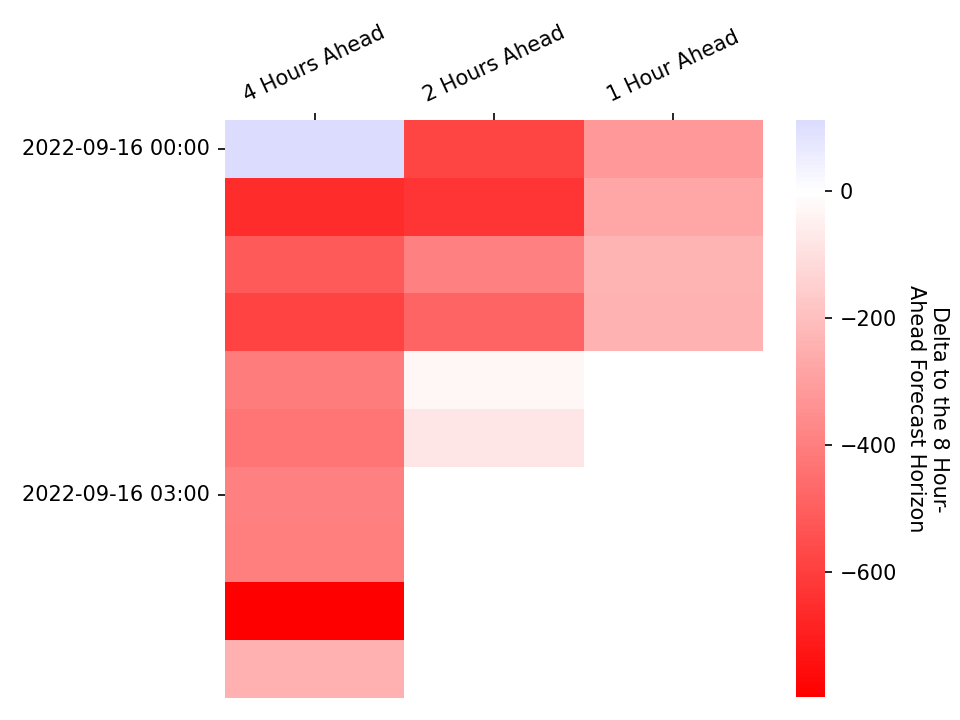 4 Hours Ahead
2 Hours Ahead
1 Hour Ahead
2022-09-16 00:00
2022-09-16 03:00
0
−200
−400
−600
Delta to the 8 Hour-
Ahead Forecast Horizon